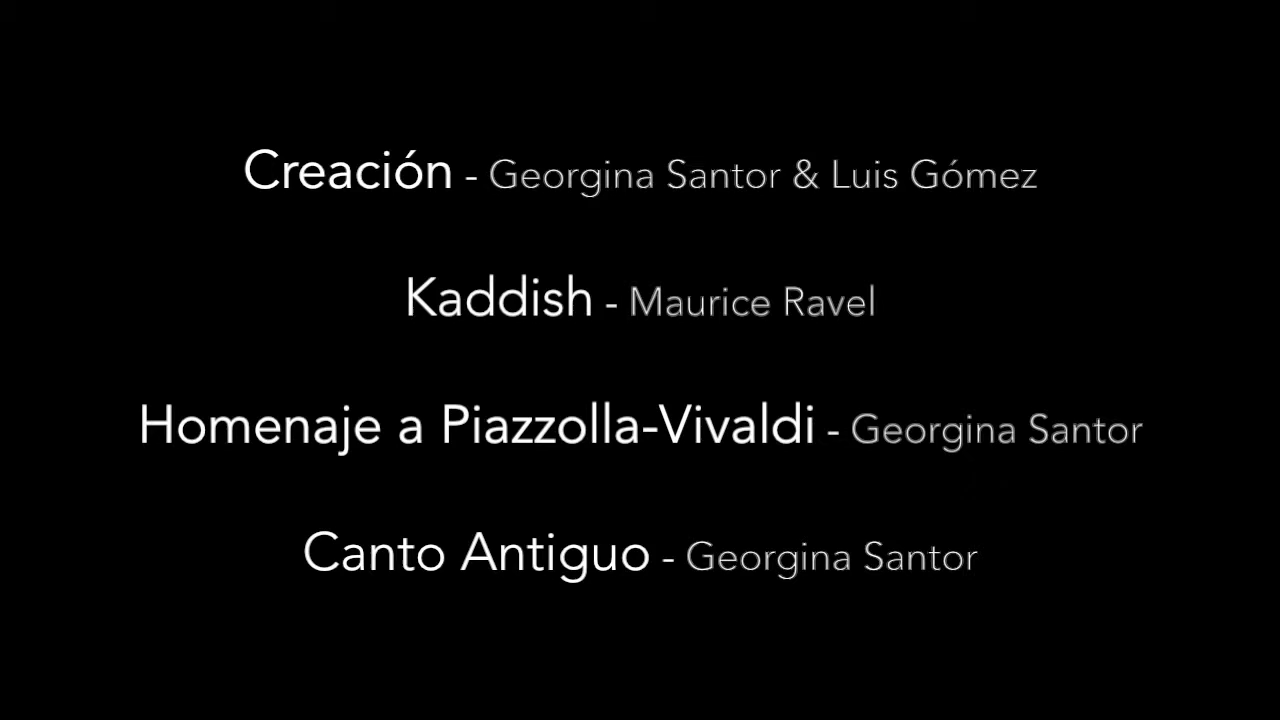 Creación - Georgina Santor & Luis Gómez
Kaddish - Maurice Ravel
Homenaje a Piazzolla-Vivaldi - Georgina Santor
Canto Antiguo - Georgina Santor